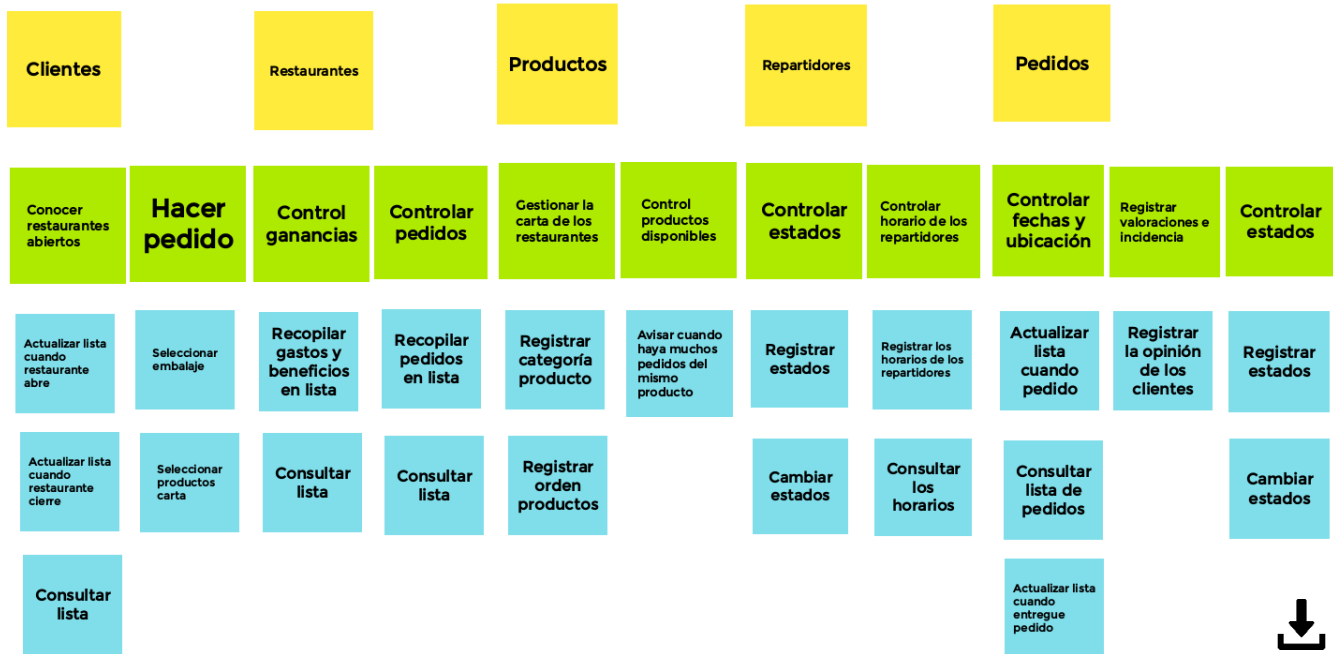 Clientes
Restaurantes
Productos
Repartidores
Pedidos
Conocer
restaurantes
abiertos
Hacer
pedido
Control
ganancias
Controlar
pedidos
Gestionar la
carta de los
restaurantes
Control
productos
disponibles
Controlar
estados
Controlar
horario de los
repartidores
Controlar
fechas y
ubicación
Registrar
valoraciones e
incidencia
Controlar
estados
Actualizar lista
cuando
restaurante
abre
Seleccionar
embalaje
Recopilar
gastos y
beneficios
en lista
Recopilar
pedidos
en lista
Registrar
categoría
producto
Avisar cuando
haya muchos
pedidos del
mismo
producto
Registrar
estados
Registrar los
horarios de los
repartidores
Actualizar
lista
cuando
pedido
Registrar
la opinión
de los
clientes
Registrar
estados
Actualizar lista
cuando
restaurante
cierre
Seleccionar
productos
carta
Consultar
lista
Consultar
lista
Registrar
orden
productos
Cambiar
estados
Consultar
los
horarios
Consultar
lista de
pedidos
Cambiar
estados
Consultar
lista
Actualizar lista
cuando
entregue
pedido